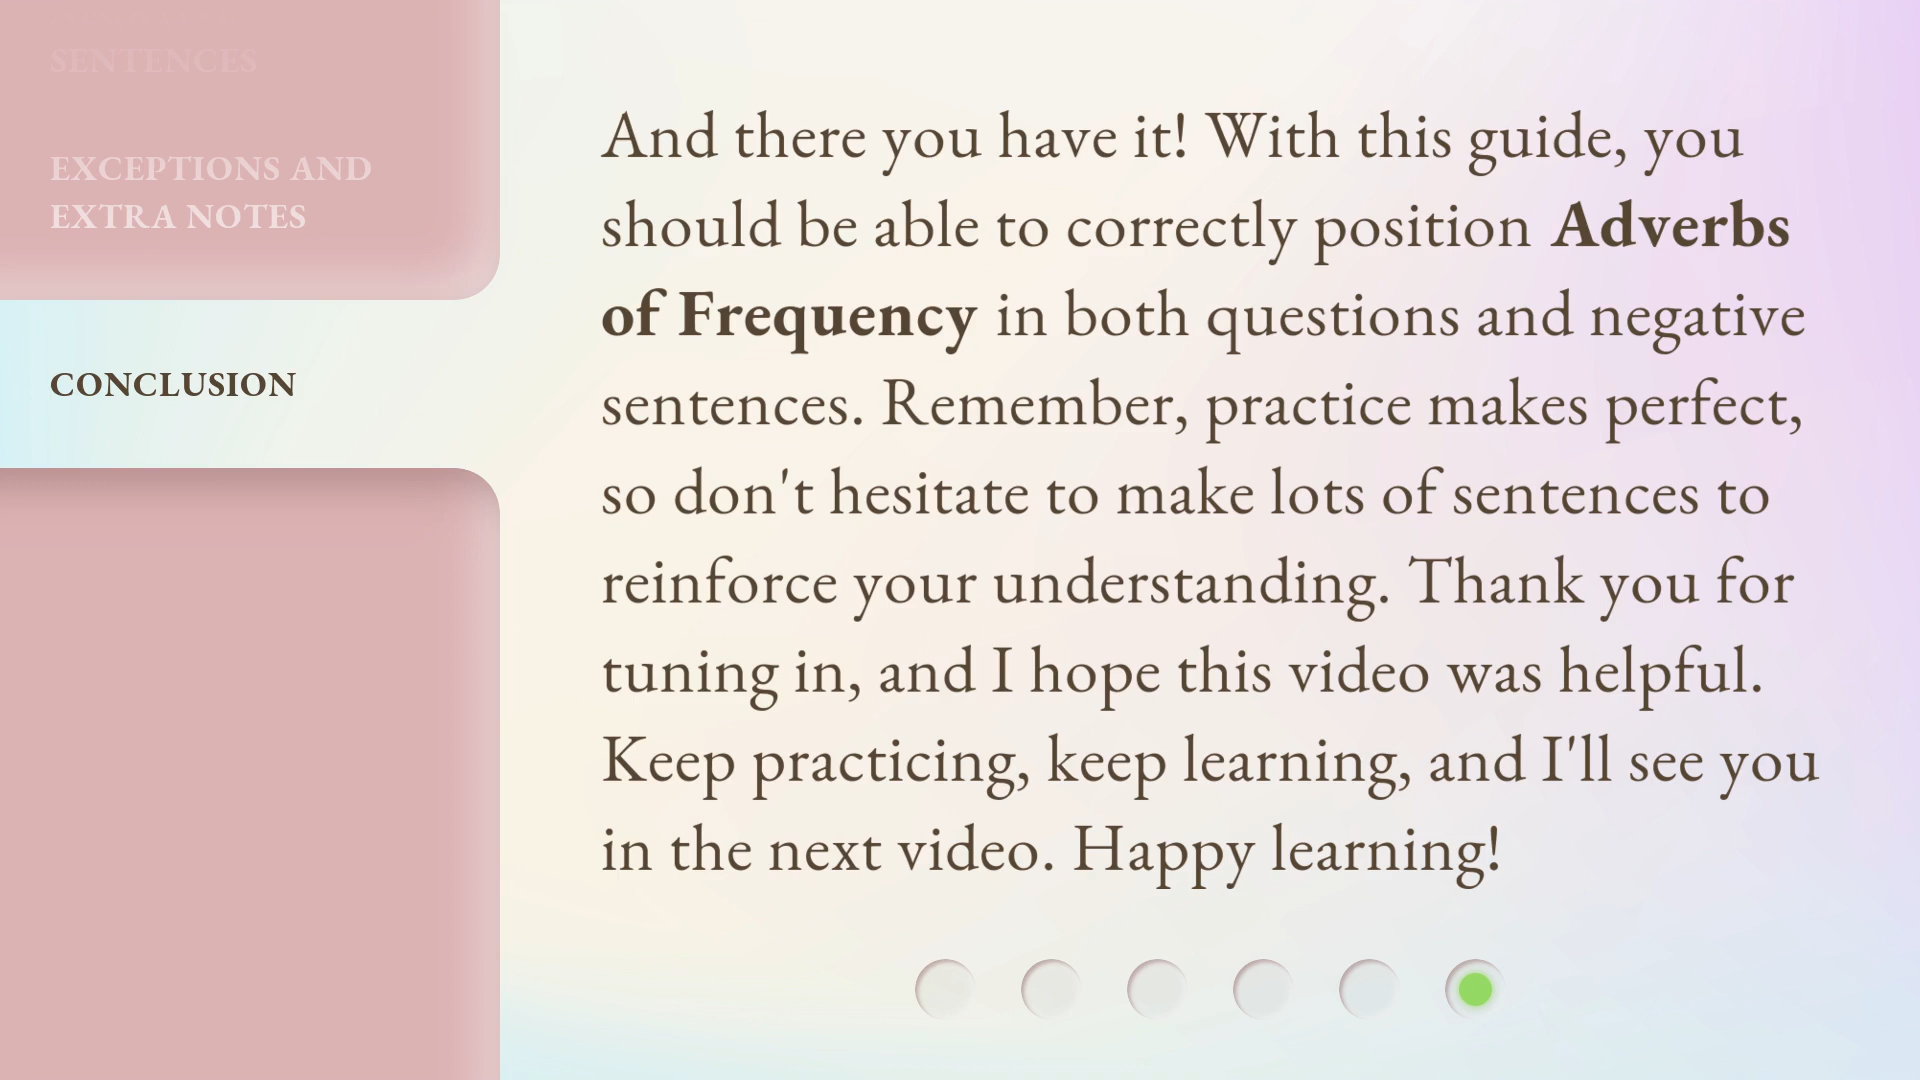 SENTENCES
EXCEPTIONS AND
EXTRA NOTES
CONCLUSION
And there you have it! With this guide, you
should be able to correctly position Adverbs
of Frequency in both questions and negative
sentences. Remember, practice makes perfect,
so don't hesitate to make lots of sentences to
reinforce your understanding. Thank you for
tuning in, and I hope this video was helpful.
Keep practicing, keep learning, and I'll see you
in the next video. Happy learning!